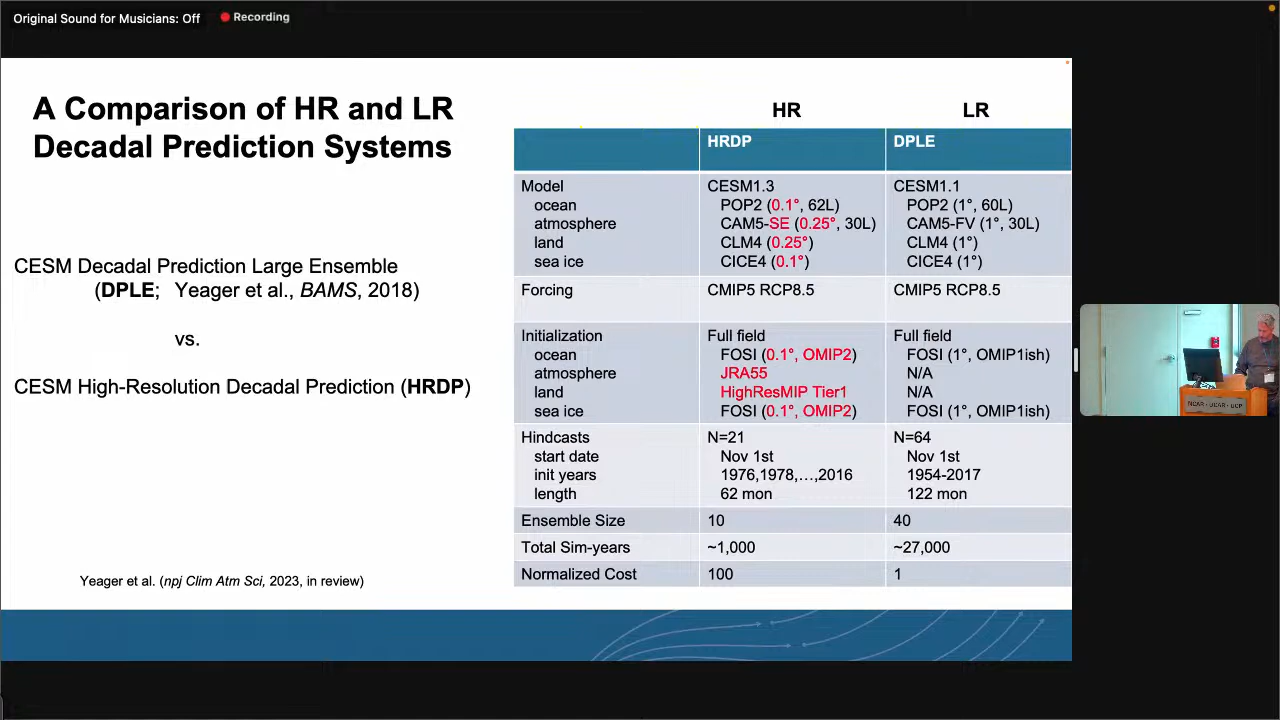 Original Sound for Musicians: Off
Recording
A Comparison of HR and LR
Decadal Prediction Systems
CESM Decadal Prediction Large Ensemble
(DPLE; Yeager et al., BAMS, 2018)
vs.
CESM High-Resolution Decadal Prediction (HRDP)
Yeager et al. (npj Clim Atm Sci, 2023, in review)
HR LR
HRDP DPLE
Model CESM1.3 CESM1.1
ocean POP2 (0.1°, 62L) POP2 (1°, 60L)
atmosphere CAM5-SE (0.25°, 30L) CAM5-FV (1°, 30L)
land CLM4 (0.25°) CLM4 (1°)
sea ice CICE4 (0.1°) CICE4 (1°)
Forcing CMIP5 RCP8.5 CMIP5 RCP8.5
Initialization Full field Full field
ocean FOSI (0.1°, OMIP2) FOSI (1°, OMIP1ish)
atmosphere JRA55 N/A
land HighResMIP Tier1 N/A
sea ice FOSI (0.1°, OMIP2) FOSI (1°, OMIP1ish)
Hindcasts N=21 N=64
start date Nov 1st Nov 1st
init years 1976,1978,…,2016 1954-2017
length 62 mon 122 mon
Ensemble Size 10 40
Total Sim-years ~1,000 ~27,000
Normalized Cost 100 1
NCAR - UCAR - UCP